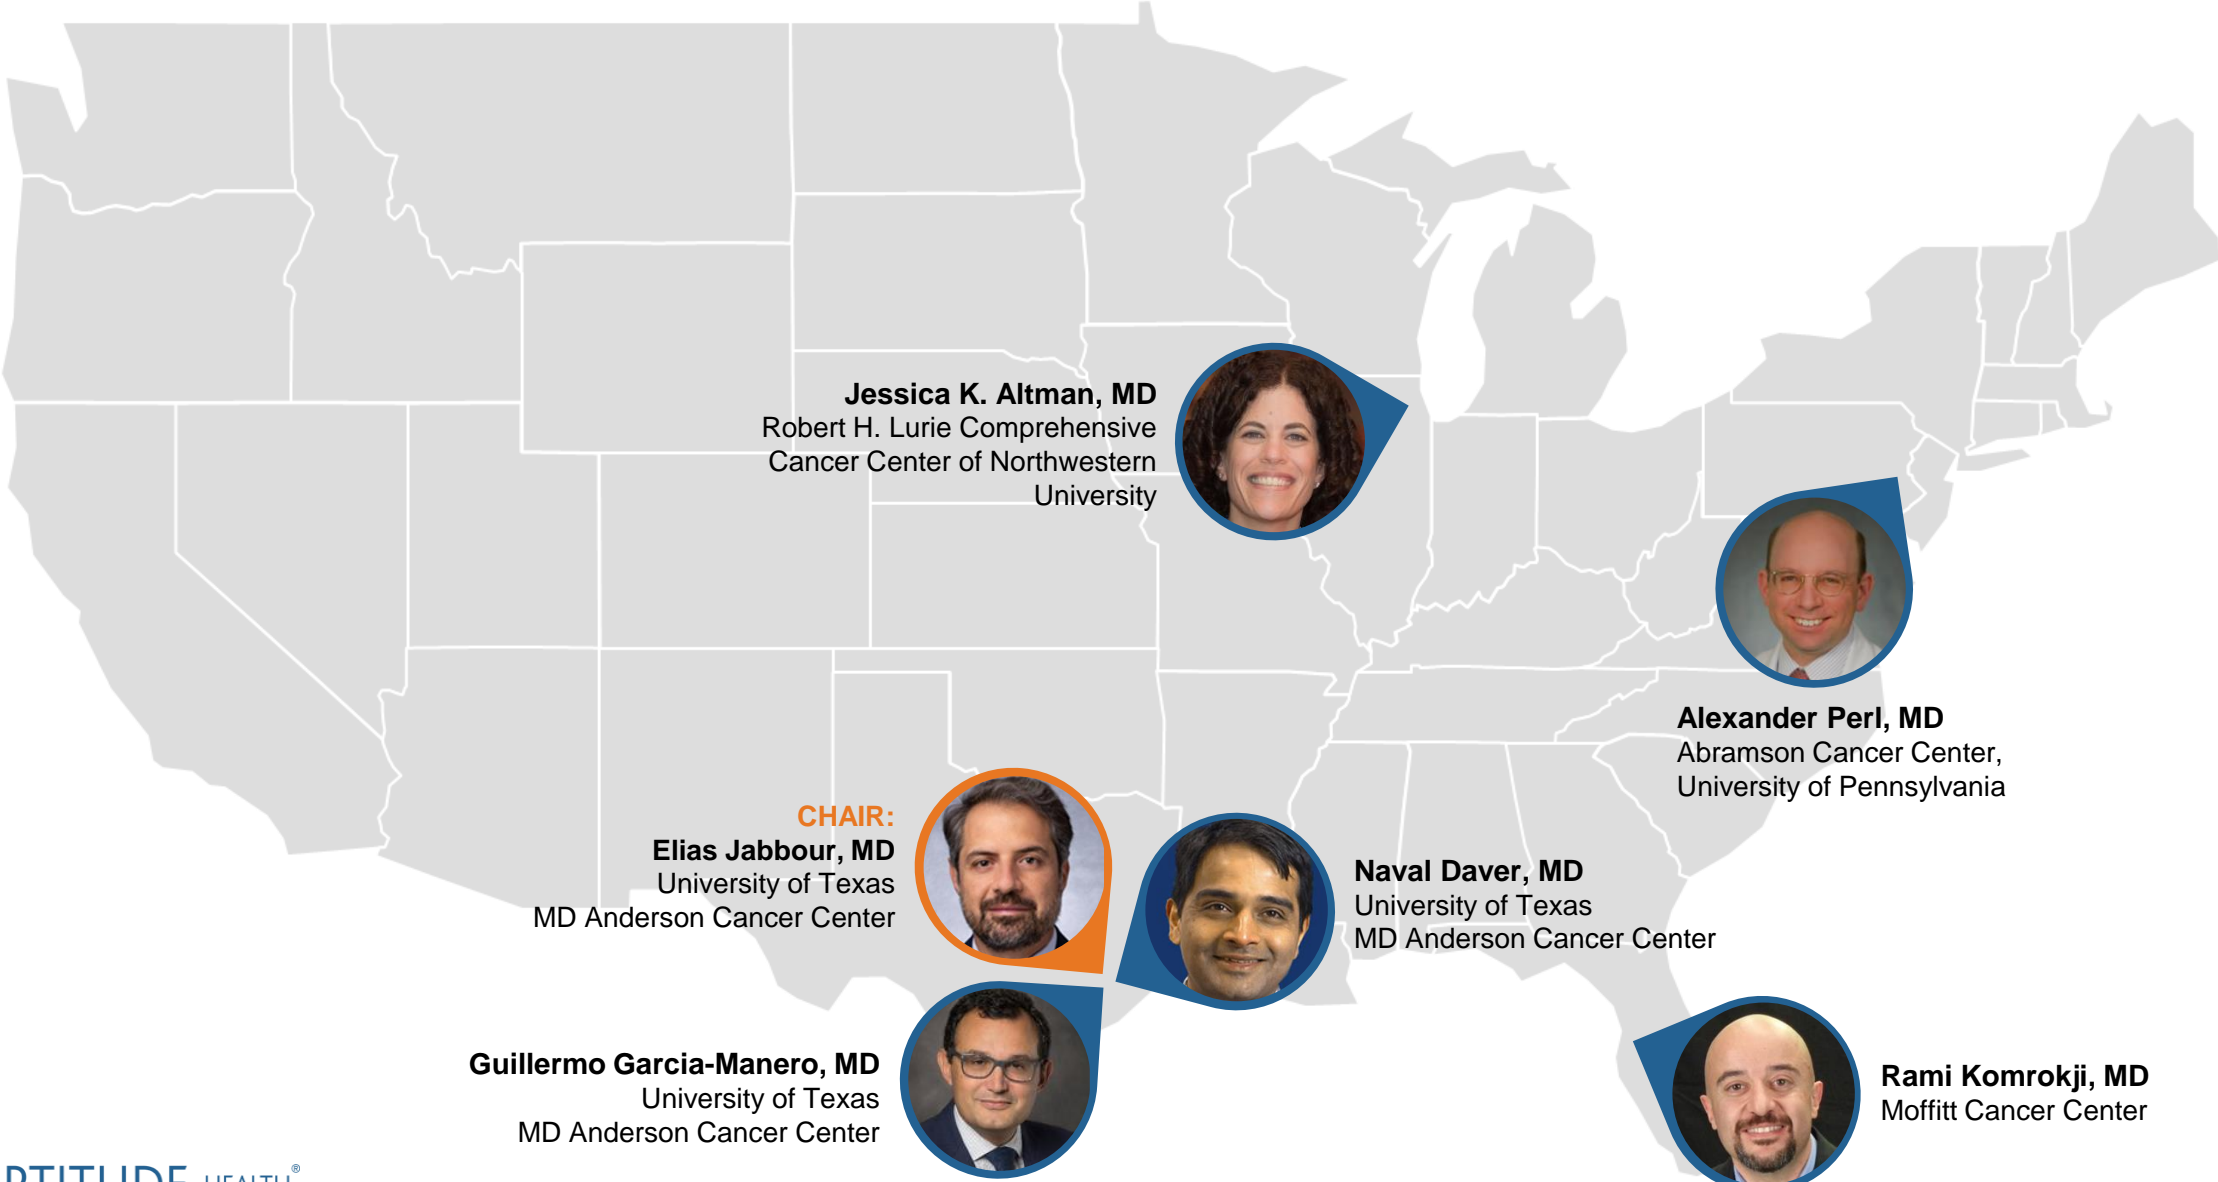 Jessica K. Altman, MD
Robert H. Lurie Comprehensive
Cancer Center of Northwestern
University
Alexander Perl, MD
Abramson Cancer Center,
University of Pennsylvania
CHAIR:
Elias Jabbour, MD
University of Texas
MD Anderson Cancer Center
Naval Daver, MD
University of Texas
MD Anderson Cancer Center
Guillermo Garcia-Manero, MD
University of Texas
MD Anderson Cancer Center
Rami Komrokji, MD
Moffitt Cancer Center
PTITUDE HEALTH®